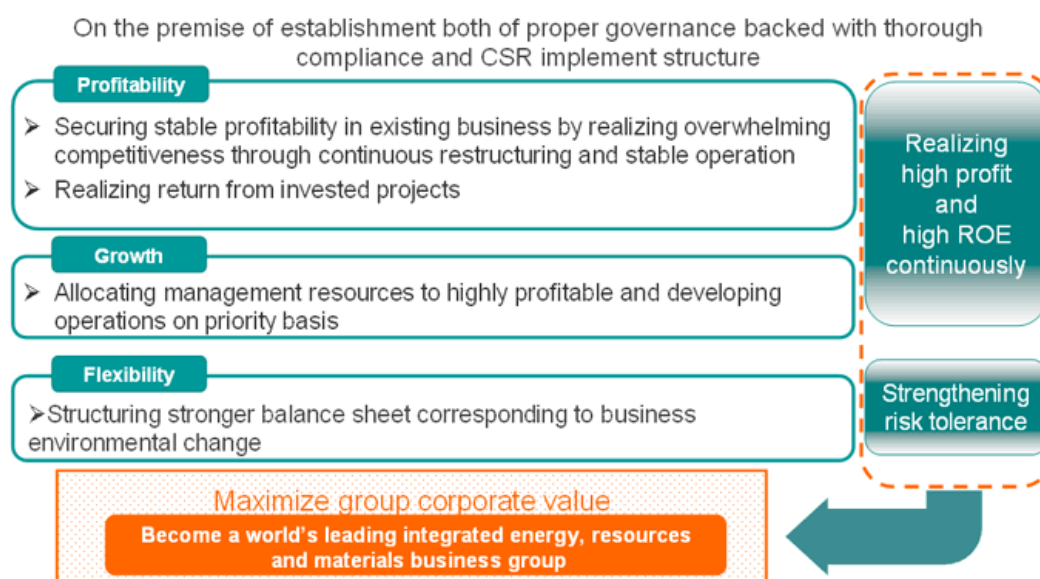 On the premise of establishment both of proper governance backed with thorough
compliance and CSR implement structure
Profitability
➤ Securing stable profitability in existing business by realizing overwhelming
competitiveness through continuous restructuring and stable operation
➤ Realizing return from invested projects
Realizing
high profit
and
high ROE
continuously
Growth
➤ Allocating management resources to highly profitable and developing
operations on priority basis
Flexibility
➤Structuring stronger balance sheet corresponding to business
environmental change
Strengthening
risk tolerance
Maximize group corporate value
Become a world's leading integrated energy, resources
and materials business group